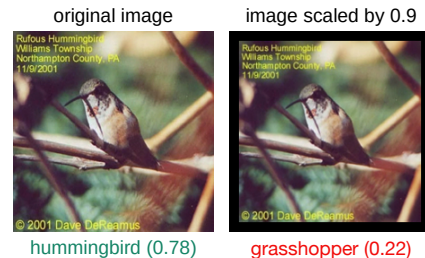 original image
image scaled by 0.9
Rufous Hummingbird
Williams Township
Northampton County, PA
11/9/2001
© 2001 Dave DeReamus
Rufous Hummingbird
Williams Township
Northampton County, PA
11/9/2001
© 2001 Dave DeReamus
hummingbird (0.78)
grasshopper (0.22)